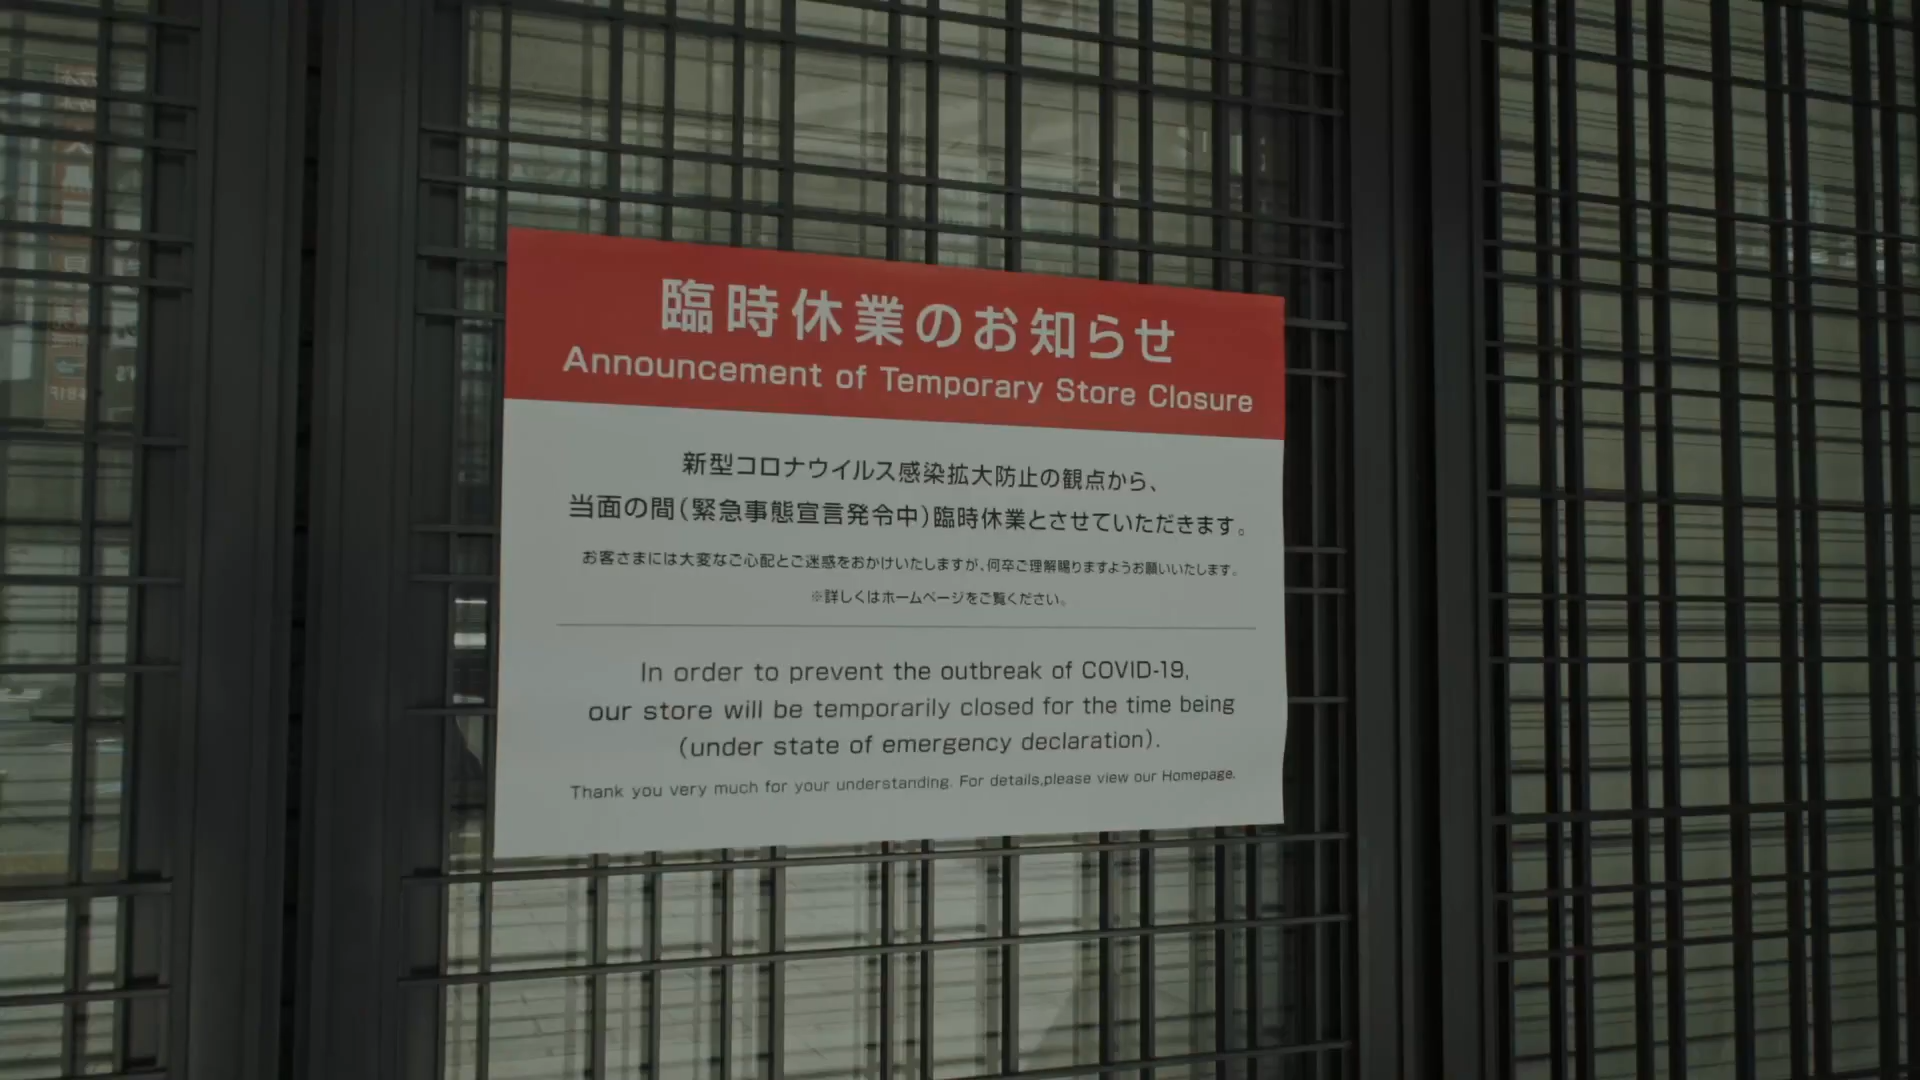 臨時休業のお知らせ
Announcement of Temporary Store Closure
新型コロナウイルス感染拡大防止の観点から、
当面の間(緊急事態宣言発令中)臨時休業とさせていただきます。
お客さまには大変なご心配とご迷惑をおかけいたしますが、何卒ご理解賜りますようお願いいたします。
※詳しくはホームページをご覧ください。
In order to prevent the outbreak of COVID-19,
our store will be temporarily closed for the time being
(under state of emergency declaration).
Thank you very much for your understanding. For details,please view our Homepage.